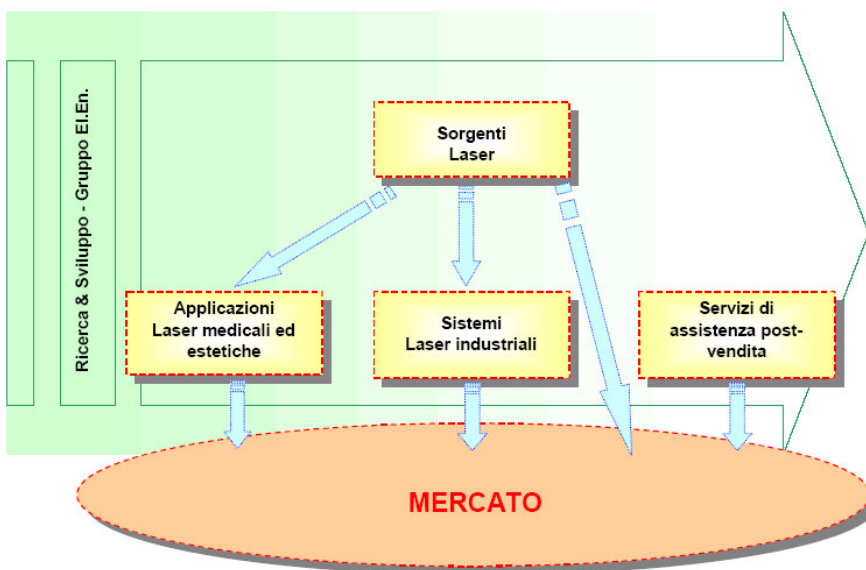 Ricerca & Sviluppo - Gruppo El.En.
Sorgenti
Laser
Applicazioni
Laser medicali ed
estetiche
Sistemi
Laser industriali
Servizi di
assistenza post-
vendita
MERCATO